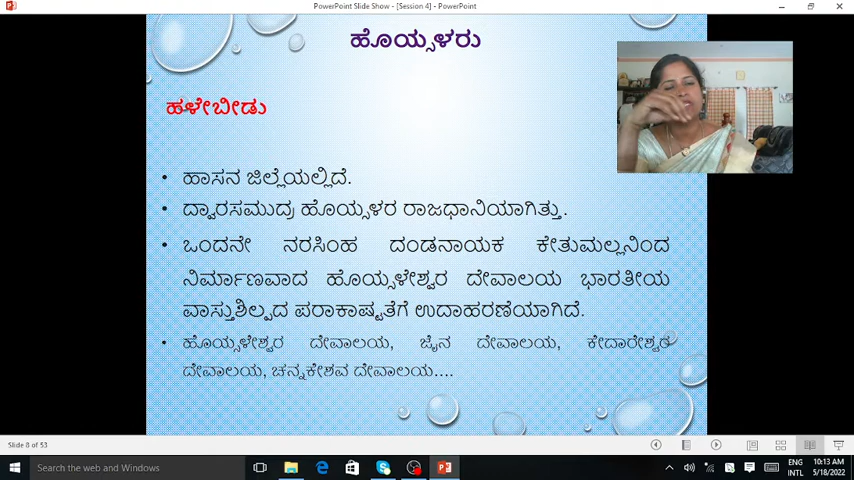 PowerPoint Slide Show - [Session 4] - PowerPoint
ಹೊಯ್ಸಳರು
ಹಳೇಬೀಡು
• ಹಾಸನ ಜಿಲ್ಲೆಯಲ್ಲಿದೆ.
• ದ್ವಾರಸಮುದ್ರ ಹೊಯ್ಸಳರ ರಾಜಧಾನಿಯಾಗಿತ್ತು.
• ಒಂದನೇ ನರಸಿಂಹ ದಂಡನಾಯಕ ಕೇತುಮಲ್ಲನಿಂದ
ನಿರ್ಮಾಣವಾದ ಹೊಯ್ಸಳೇಶ್ವರ ದೇವಾಲಯ ಭಾರತೀಯ
ವಾಸ್ತುಶಿಲ್ಪದ ಪರಾಕಾಷ್ಟತೆಗೆ ಉದಾಹರಣೆಯಾಗಿದೆ.
• ಹೊಯ್ಸಳೇಶ್ವರ ದೇವಾಲಯ, ಜೈನ ದೇವಾಲಯ, ಕೇದಾರೇಶ್ವರ
ದೇವಾಲಯ, ಚನ್ನಕೇಶವ ದೇವಾಲಯ....
Slide 8 of 53
Search the web and Windows
ENG
INTL
10:13 AM
5/18/2022